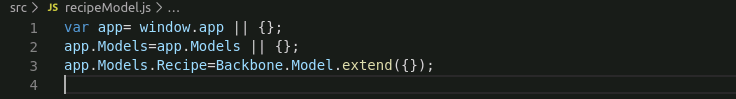 src > JS recipeModel.js > ...
1 var app= window.app || {};
2 app.Models=app.Models || {};
3 app.Models.Recipe=Backbone.Model.extend({});
4